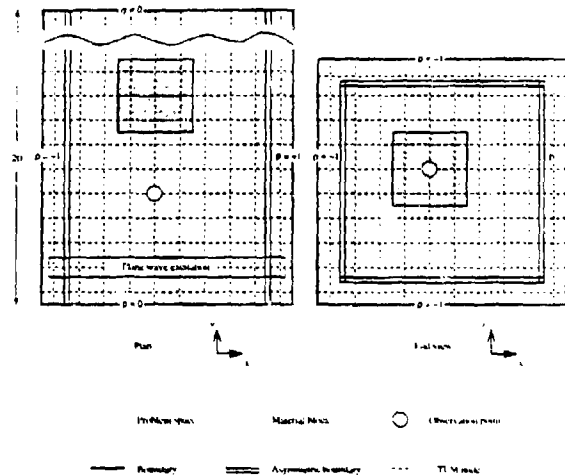 ρ = 0
20
ρ = -1
ρ = -1
Plane wave excitation
ρ = 0
Plan
y
x
ρ = -1
ρ = -1
ρ = -1
End view
z
x
Problem space
Material block
Observation point
Boundary
Asymmetric boundary
TLM node